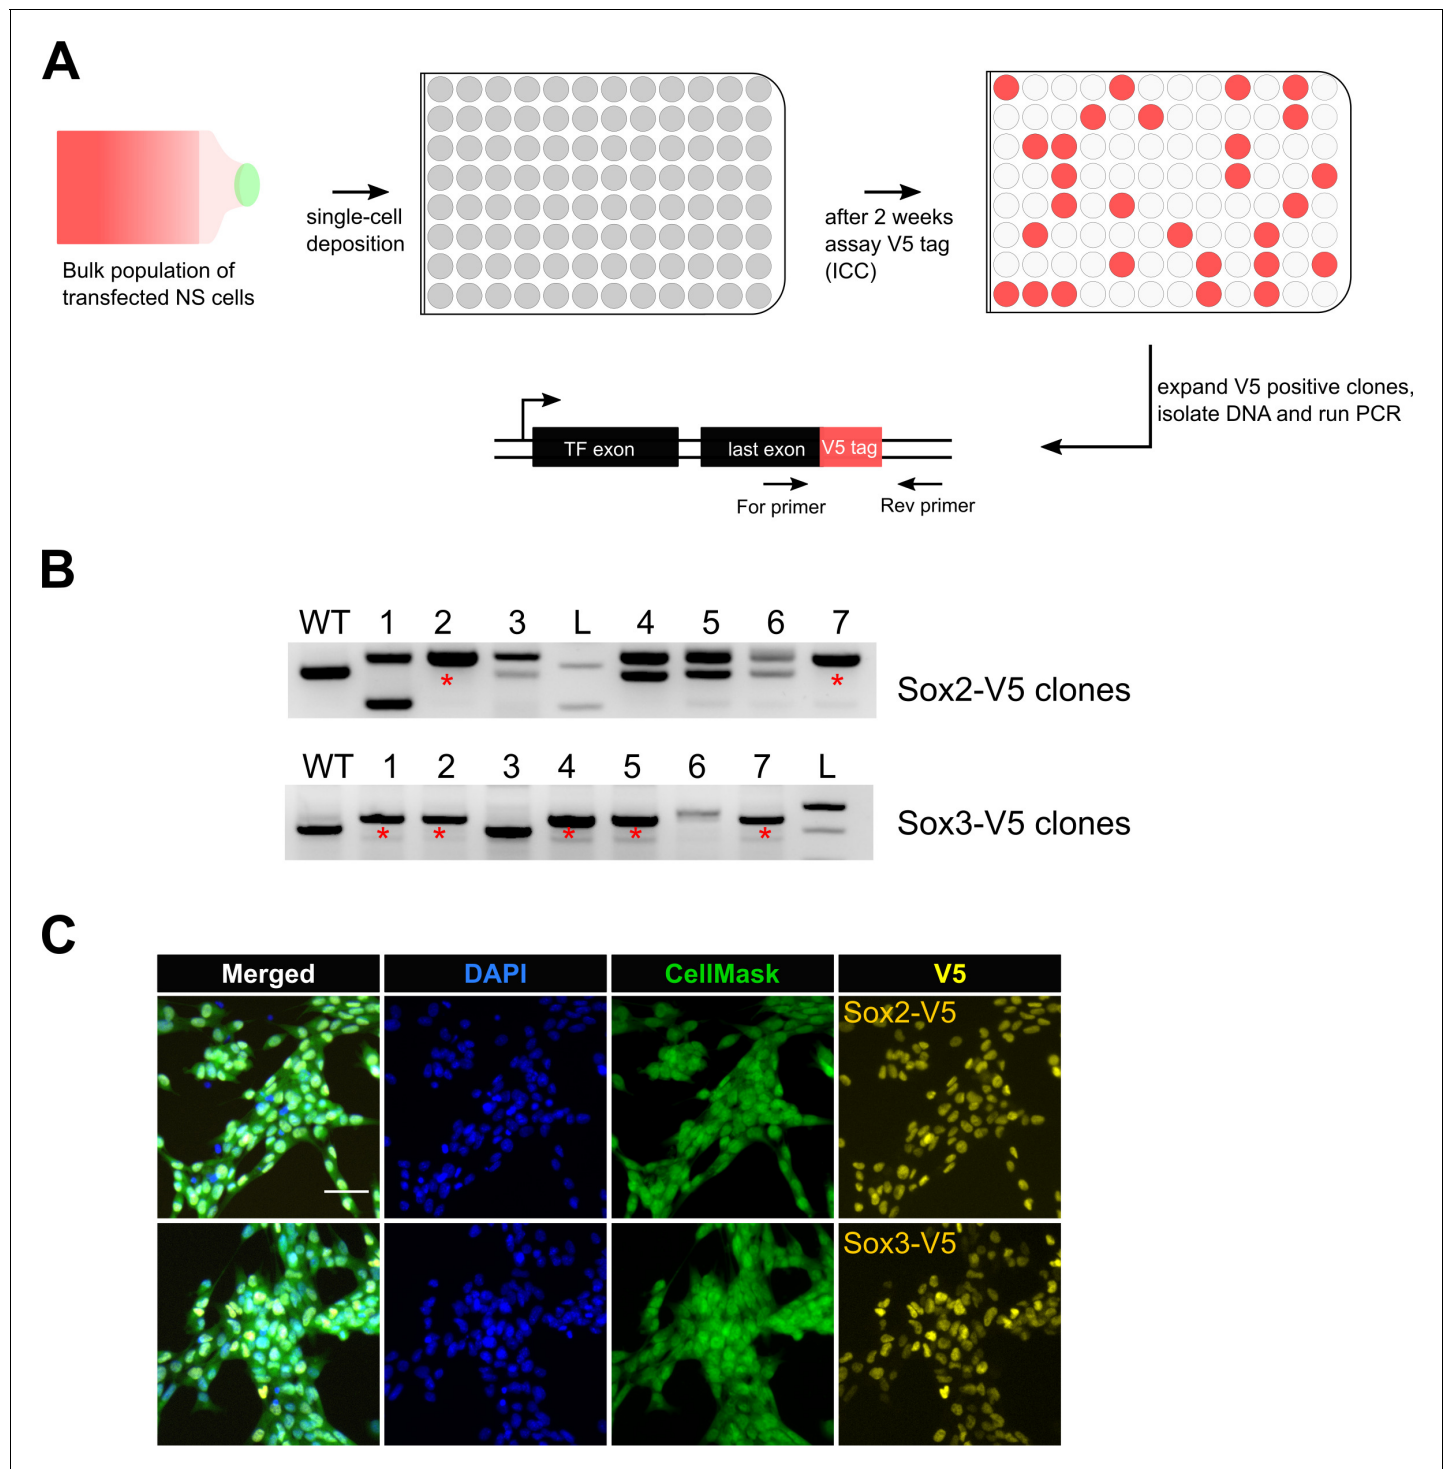 A
Bulk population of
transfected NS cells
single-cell
deposition
after 2 weeks
assay V5 tag
(ICC)
expand V5 positive clones,
isolate DNA and run PCR
TF exon
last exon
V5 tag
For primer
Rev primer
B
WT 1 2 3 L 4 5 6 7
* *
Sox2-V5 clones
WT 1 2 3 4 5 6 7 L
* * * * *
Sox3-V5 clones
C
Merged DAPI CellMask V5
Sox2-V5
Sox3-V5